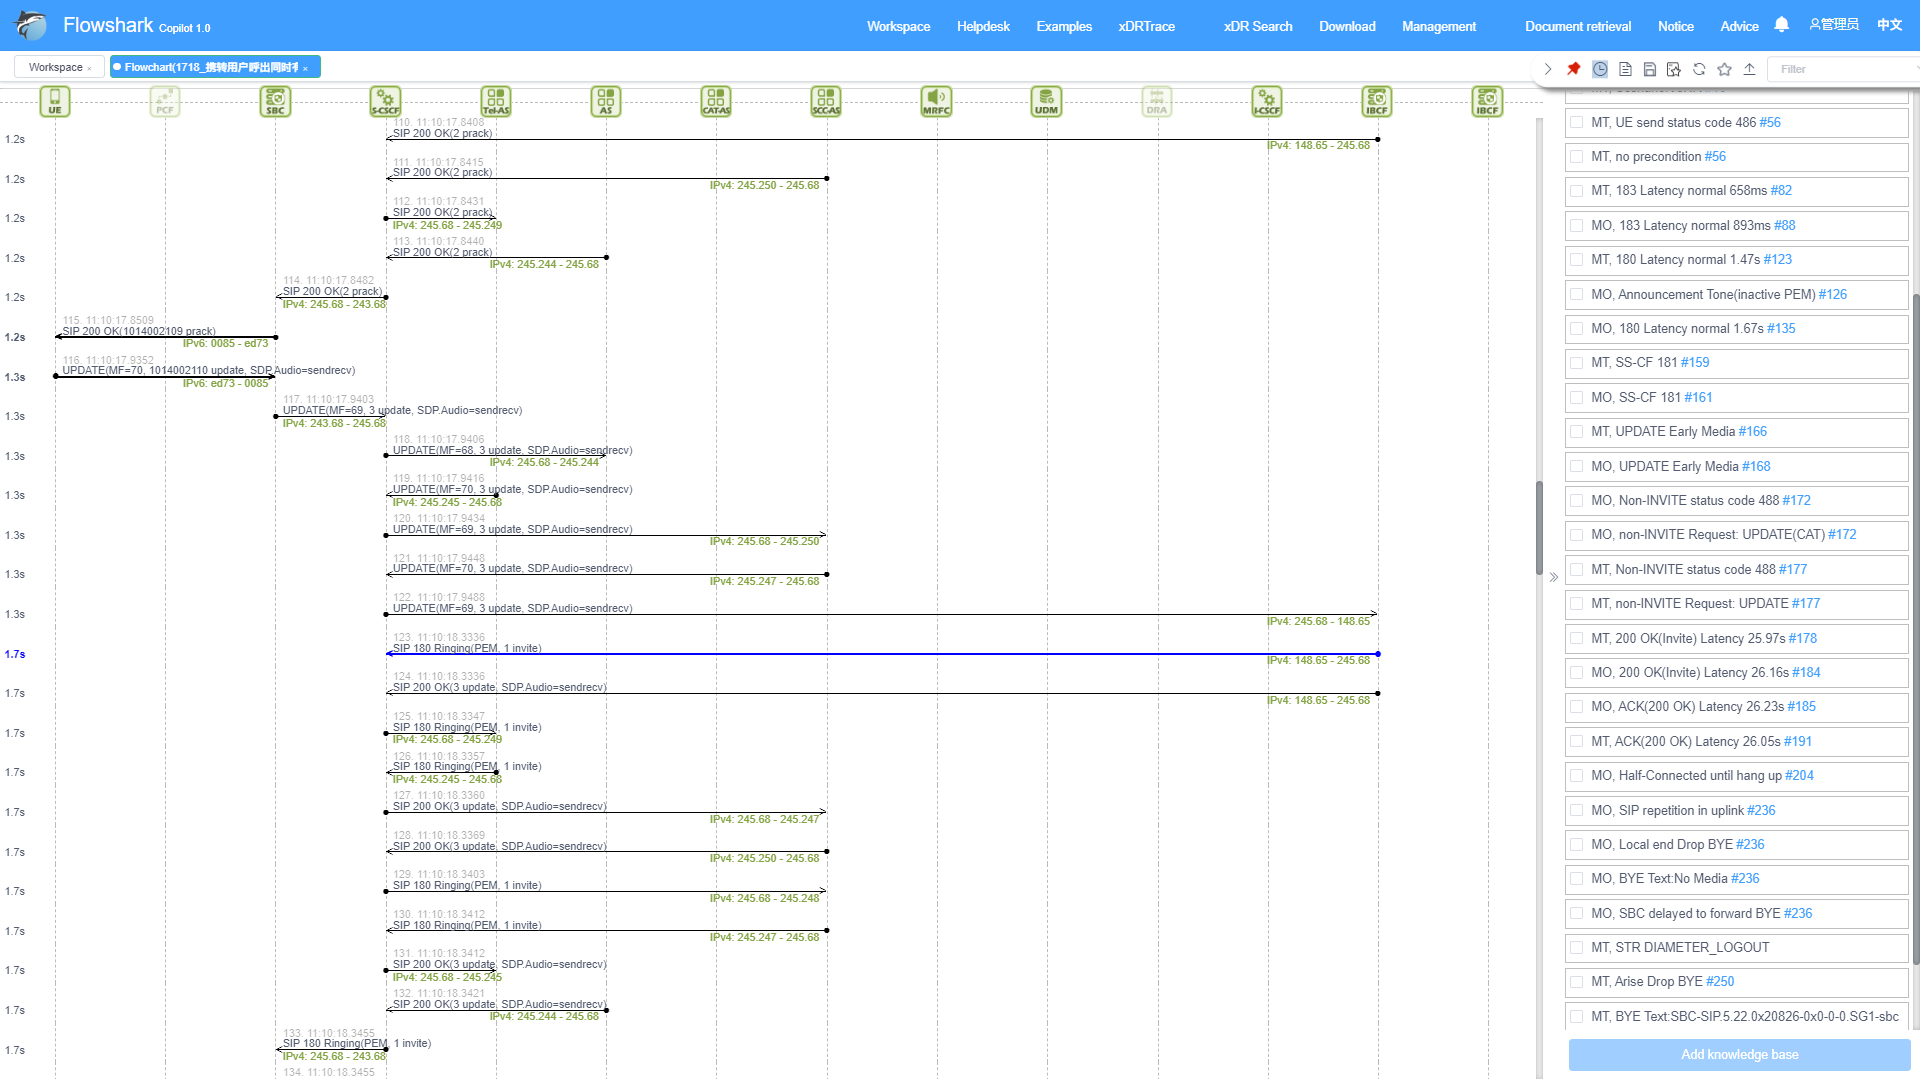 Flowshark Copilot 1.0
Workspace Helpdesk Examples xDRTrace xDR Search Download Management Document retrieval Notice Advice 管理员 中文
Workspace × Flowchart(1718_携转用户呼出同时有 ×
Filter
UE PCF SBC S-CSCF Tel-AS AS CAT-AS SCC-AS MRFC UDM DRA I-CSCF IBCF IBCF
110. 11:10:17.8408
SIP 200 OK(2 prack)
1.2s
IPv4: 148.65 - 245.68
111. 11:10:17.8415
SIP 200 OK(2 prack)
1.2s
IPv4: 245.250 - 245.68
112. 11:10:17.8431
SIP 200 OK(2 prack)
1.2s
IPv4: 245.68 - 245.249
113. 11:10:17.8440
SIP 200 OK(2 prack)
1.2s
IPv4: 245.244 - 245.68
114. 11:10:17.8482
SIP 200 OK(2 prack)
1.2s
IPv4: 245.68 - 243.68
115. 11:10:17.8509
SIP 200 OK(1014002109 prack)
1.2s
IPv6: 0085 - ed73
116. 11:10:17.9352
UPDATE(MF=70, 1014002110 update, SDP.Audio=sendrecv)
1.3s
IPv6: ed73 - 0085
117. 11:10:17.9403
UPDATE(MF=69, 3 update, SDP.Audio=sendrecv)
1.3s
IPv4: 243.68 - 245.68
118. 11:10:17.9406
UPDATE(MF=68, 3 update, SDP.Audio=sendrecv)
1.3s
IPv4: 245.68 - 245.244
119. 11:10:17.9416
UPDATE(MF=70, 3 update, SDP.Audio=sendrecv)
1.3s
IPv4: 245.245 - 245.68
120. 11:10:17.9434
UPDATE(MF=69, 3 update, SDP.Audio=sendrecv)
1.3s
IPv4: 245.68 - 245.250
121. 11:10:17.9448
UPDATE(MF=70, 3 update, SDP.Audio=sendrecv)
1.3s
IPv4: 245.247 - 245.68
122. 11:10:17.9488
UPDATE(MF=69, 3 update, SDP.Audio=sendrecv)
1.3s
IPv4: 245.68 - 148.65
123. 11:10:18.3336
SIP 180 Ringing(PEM, 1 invite)
1.7s
IPv4: 148.65 - 245.68
124. 11:10:18.3336
SIP 200 OK(3 update, SDP.Audio=sendrecv)
1.7s
IPv4: 148.65 - 245.68
125. 11:10:18.3347
SIP 180 Ringing(PEM, 1 invite)
1.7s
IPv4: 245.68 - 245.249
126. 11:10:18.3357
SIP 180 Ringing(PEM, 1 invite)
1.7s
IPv4: 245.245 - 245.68
127. 11:10:18.3360
SIP 200 OK(3 update, SDP.Audio=sendrecv)
1.7s
IPv4: 245.68 - 245.247
128. 11:10:18.3369
SIP 200 OK(3 update, SDP.Audio=sendrecv)
1.7s
IPv4: 245.250 - 245.68
129. 11:10:18.3403
SIP 180 Ringing(PEM, 1 invite)
1.7s
IPv4: 245.68 - 245.248
130. 11:10:18.3412
SIP 180 Ringing(PEM, 1 invite)
1.7s
IPv4: 245.247 - 245.68
131. 11:10:18.3412
SIP 200 OK(3 update, SDP.Audio=sendrecv)
1.7s
IPv4: 245.68 - 245.245
132. 11:10:18.3421
SIP 200 OK(3 update, SDP.Audio=sendrecv)
1.7s
IPv4: 245.244 - 245.68
133. 11:10:18.3455
SIP 180 Ringing(PEM, 1 invite)
1.7s
IPv4: 245.68 - 243.68
134. 11:10:18.3455
MT, UE send status code 486 #56
MT, no precondition #56
MT, 183 Latency normal 658ms #82
MO, 183 Latency normal 893ms #88
MT, 180 Latency normal 1.47s #123
MO, Announcement Tone(inactive PEM) #126
MO, 180 Latency normal 1.67s #135
MT, SS-CF 181 #159
MO, SS-CF 181 #161
MT, UPDATE Early Media #166
MO, UPDATE Early Media #168
MO, Non-INVITE status code 488 #172
MO, non-INVITE Request: UPDATE(CAT) #172
MT, Non-INVITE status code 488 #177
MT, non-INVITE Request: UPDATE #177
MT, 200 OK(Invite) Latency 25.97s #178
MO, 200 OK(Invite) Latency 26.16s #184
MO, ACK(200 OK) Latency 26.23s #185
MT, ACK(200 OK) Latency 26.05s #191
MO, Half-Connected until hang up #204
MO, SIP repetition in uplink #236
MO, Local end Drop BYE #236
MO, BYE Text:No Media #236
MO, SBC delayed to forward BYE #236
MT, STR DIAMETER_LOGOUT
MT, Arise Drop BYE #250
MT, BYE Text:SBC-SIP.5.22.0x20826-0x0-0-0.SG1-sbc
Add knowledge base